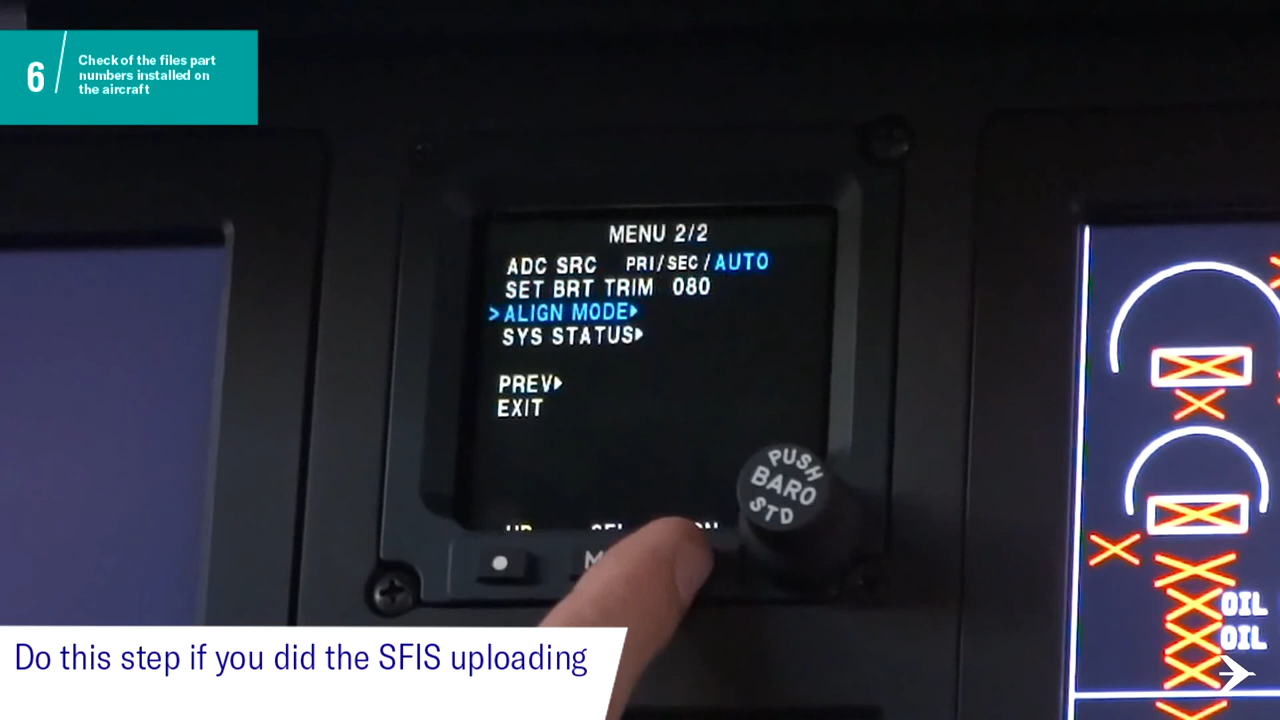 6
Check of the files part
numbers installed on
the aircraft
MENU 2/2
ADC SRC PRI/SEC/AUTO
SET BRT TRIM 080
>ALIGN MODE▸
SYS STATUS▸
PREV▸
EXIT
PUSH
BARO
STD
OIL
OIL
Do this step if you did the SFIS uploading